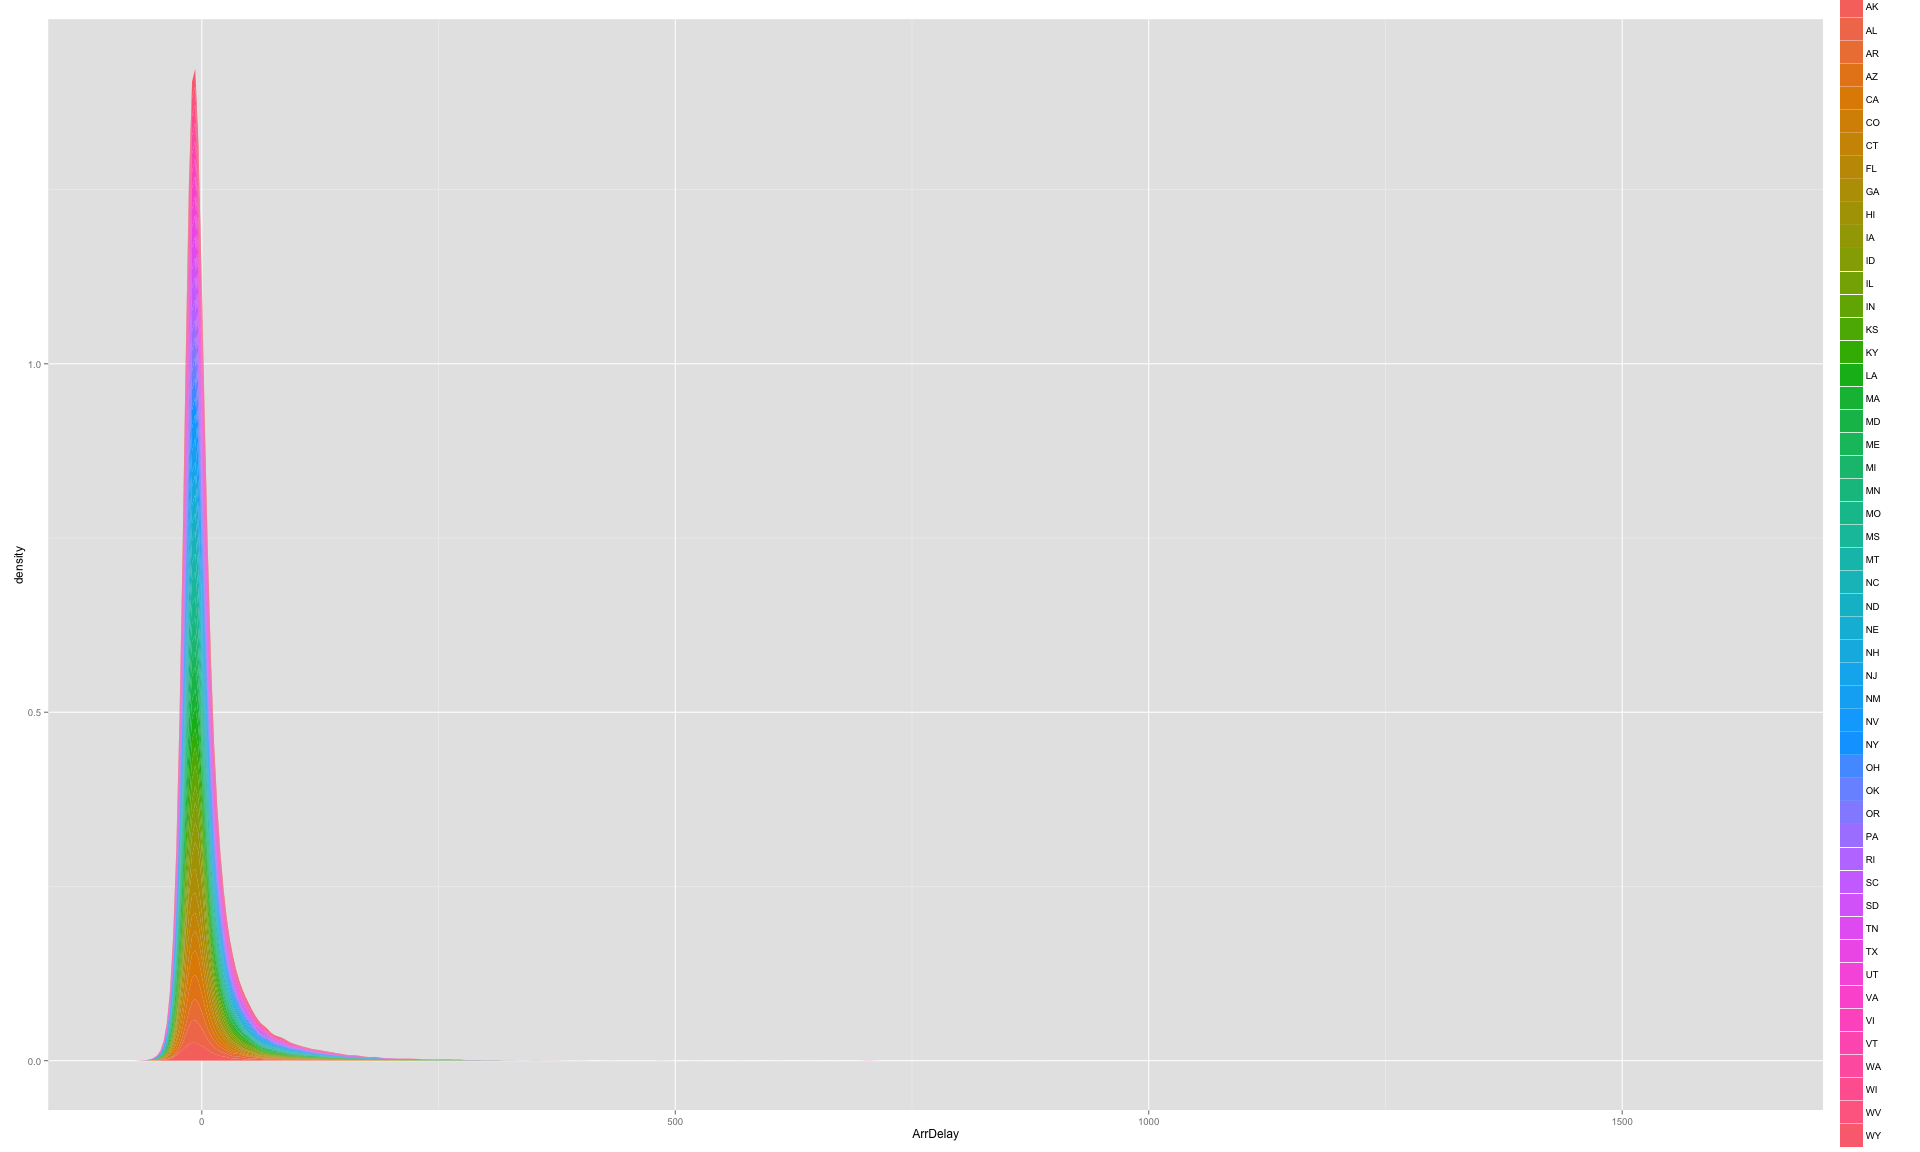 density
1.0
0.5
0.0
0
500
1000
1500
ArrDelay
AK
AL
AR
AZ
CA
CO
CT
FL
GA
HI
IA
ID
IL
IN
KS
KY
LA
MA
MD
ME
MI
MN
MO
MS
MT
NC
ND
NE
NH
NJ
NM
NV
NY
OH
OK
OR
PA
RI
SC
SD
TN
TX
UT
VA
VI
VT
WA
WI
WV
WY